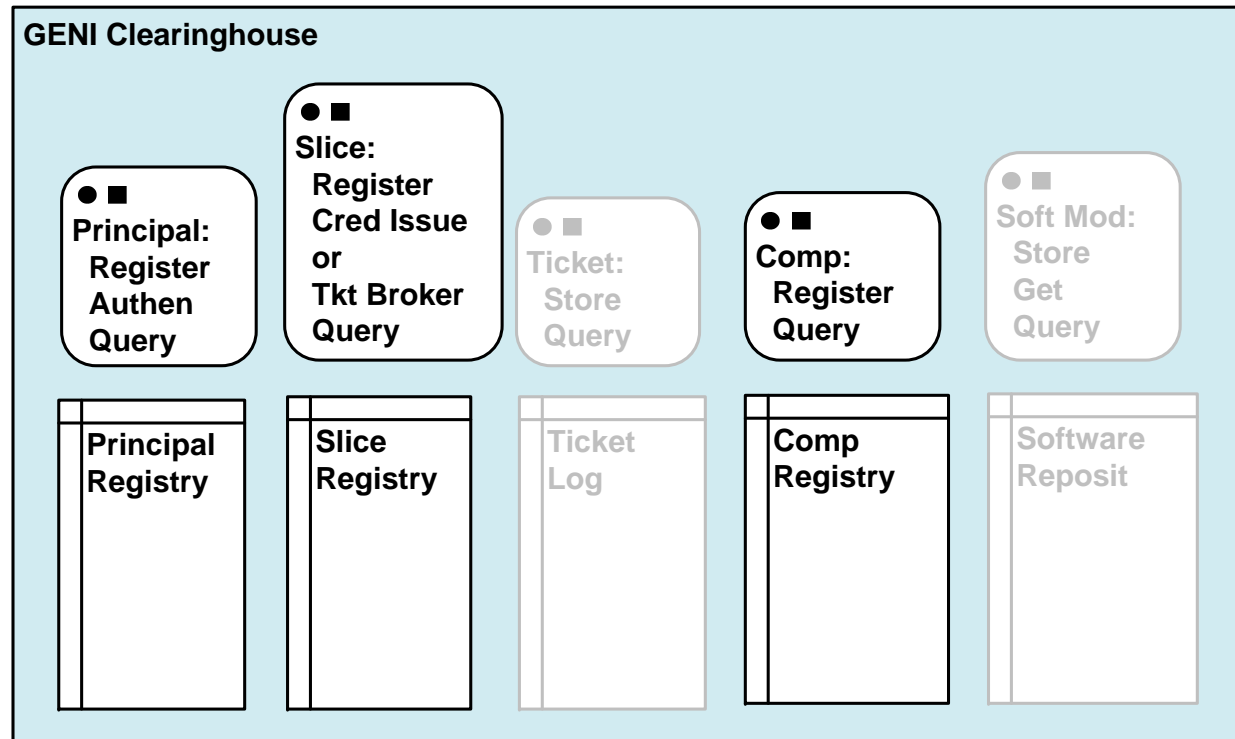 GENI Clearinghouse
Principal:
Register
Authen
Query
Slice:
Register
Cred Issue
or
Tkt Broker
Query
Ticket:
Store
Query
Comp:
Register
Query
Soft Mod:
Store
Get
Query
Principal
Registry
Slice
Registry
Ticket
Log
Comp
Registry
Software
Reposit